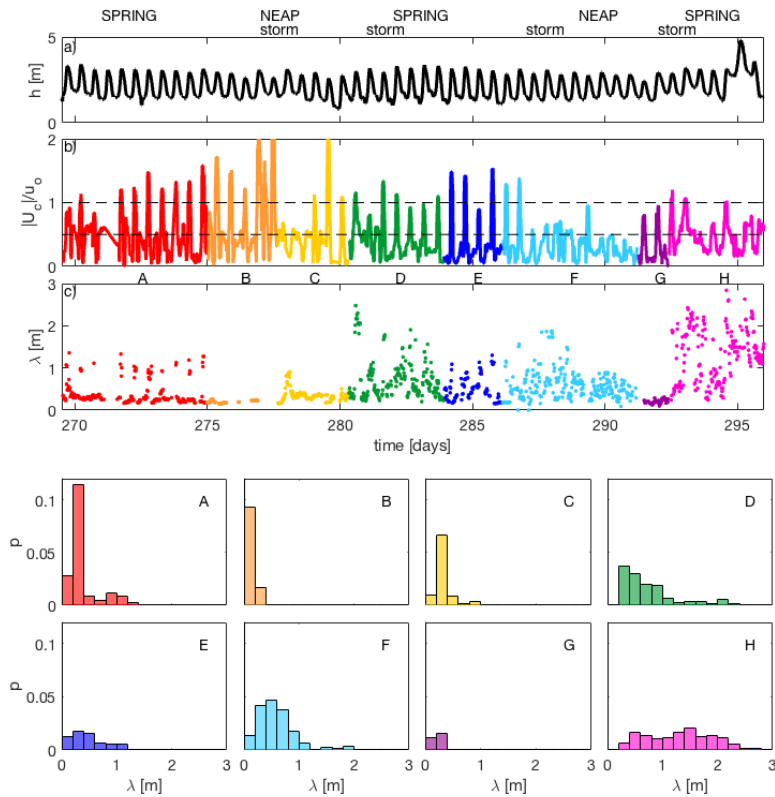 SPRING NEAP SPRING NEAP SPRING
storm storm storm storm
a)
5
0
h [m]
b)
2
1
0
|U_c|/u_o
A B C D E F G H
c)
3
2
1
0
λ [m]
270 275 280 285 290 295
time [days]
0.1
0.05
0
p
A B C D
E F G H
0.1
0.05
0
p
0 1 2 3 0 1 2 3 0 1 2 3 0 1 2 3
λ [m] λ [m] λ [m] λ [m]